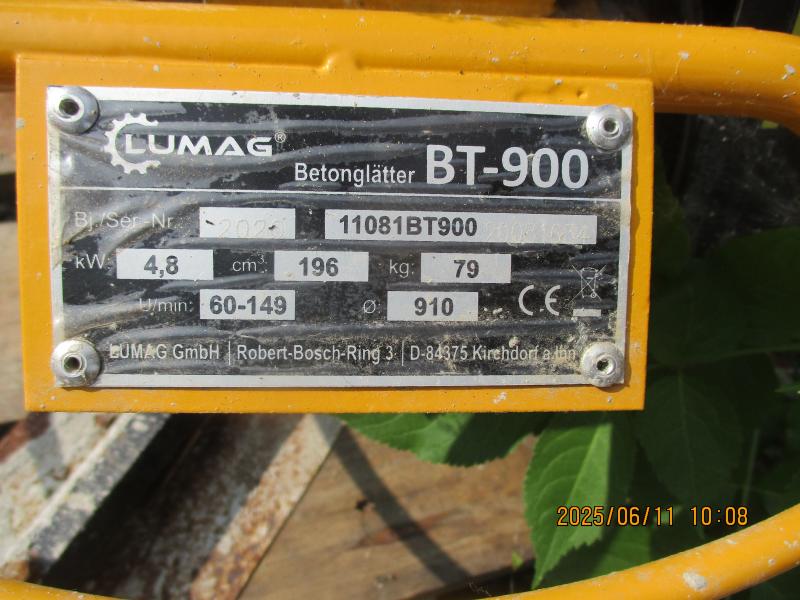 LUMAG®
Betonglätter BT-900
Bj./Ser.-Nr. 2020 11081BT900
kW: 4,8 cm³: 196 kg: 79
U/min: 60-149 Ø: 910 CE
LUMAG GmbH | Robert-Bosch-Ring 3 | D-84375 Kirchdorf a.Inn
2025/06/11 10:08